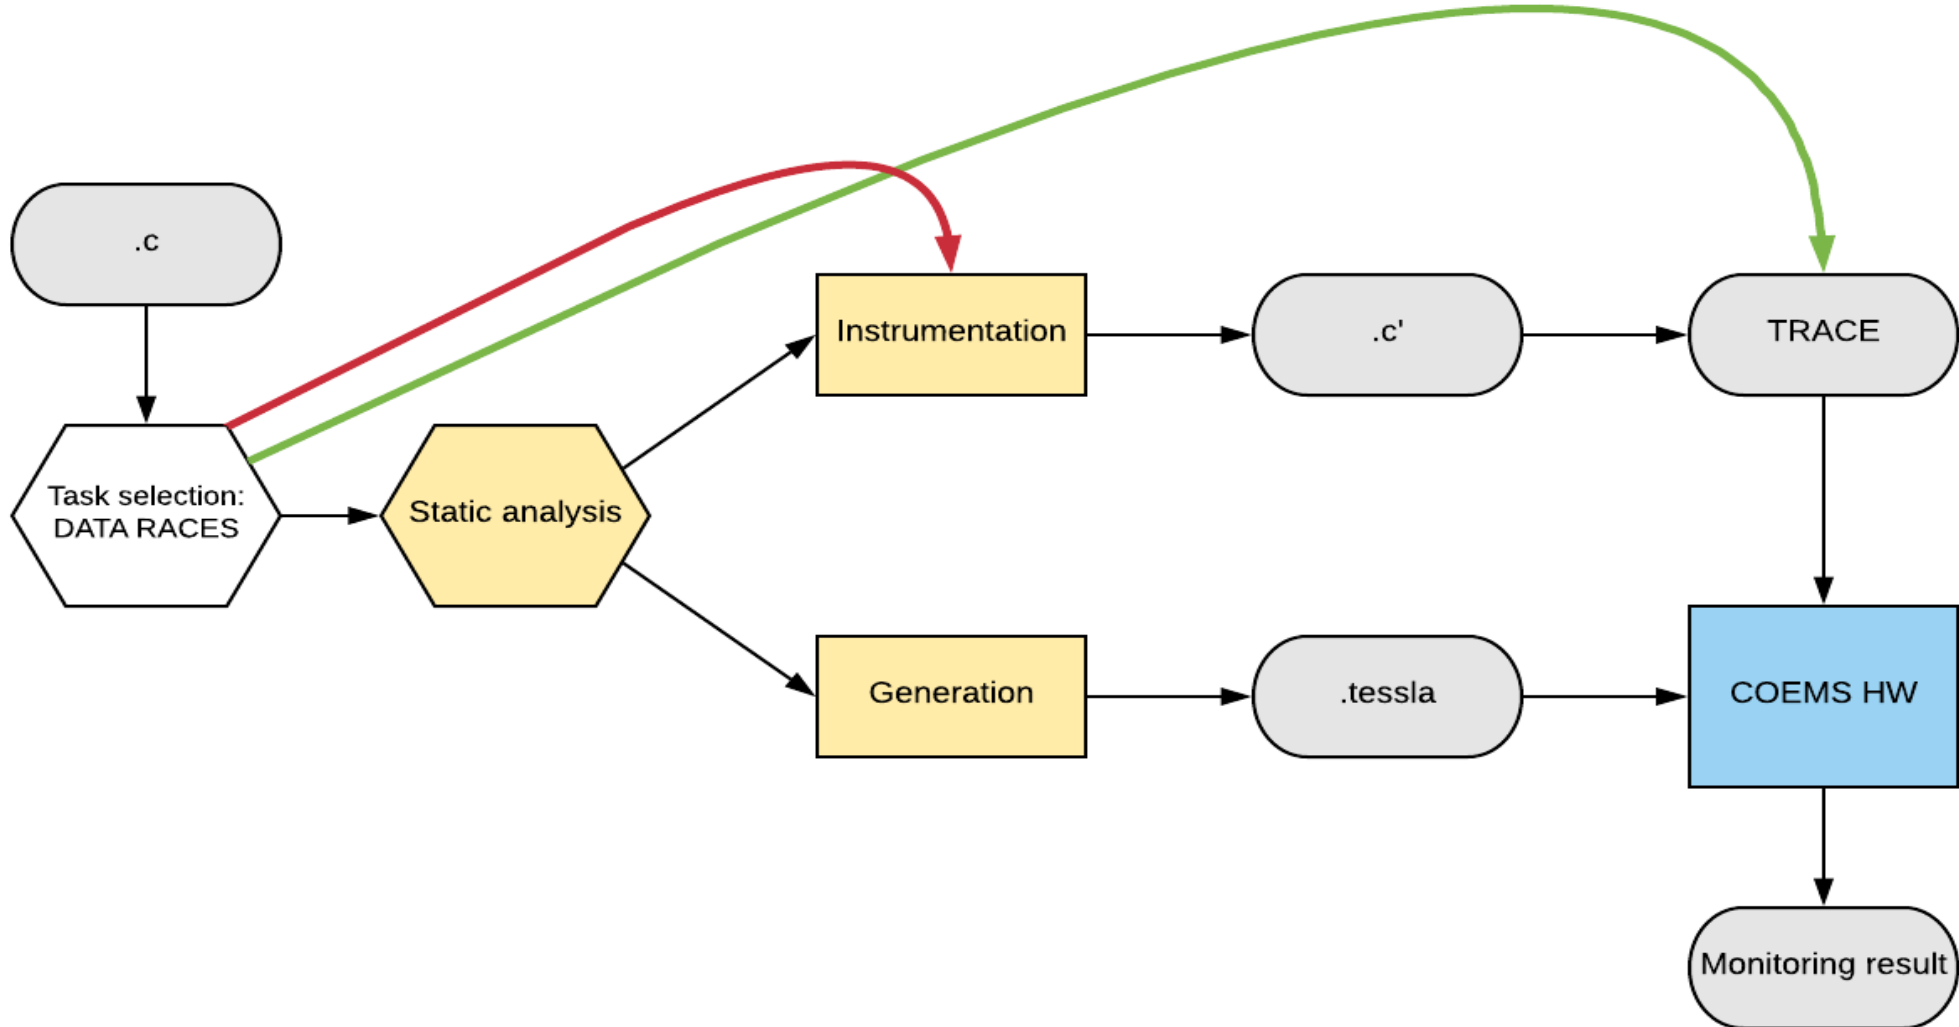 .c
Task selection:
DATA RACES
Static analysis
Instrumentation
.c'
TRACE
Generation
.tessla
COEMS HW
Monitoring result